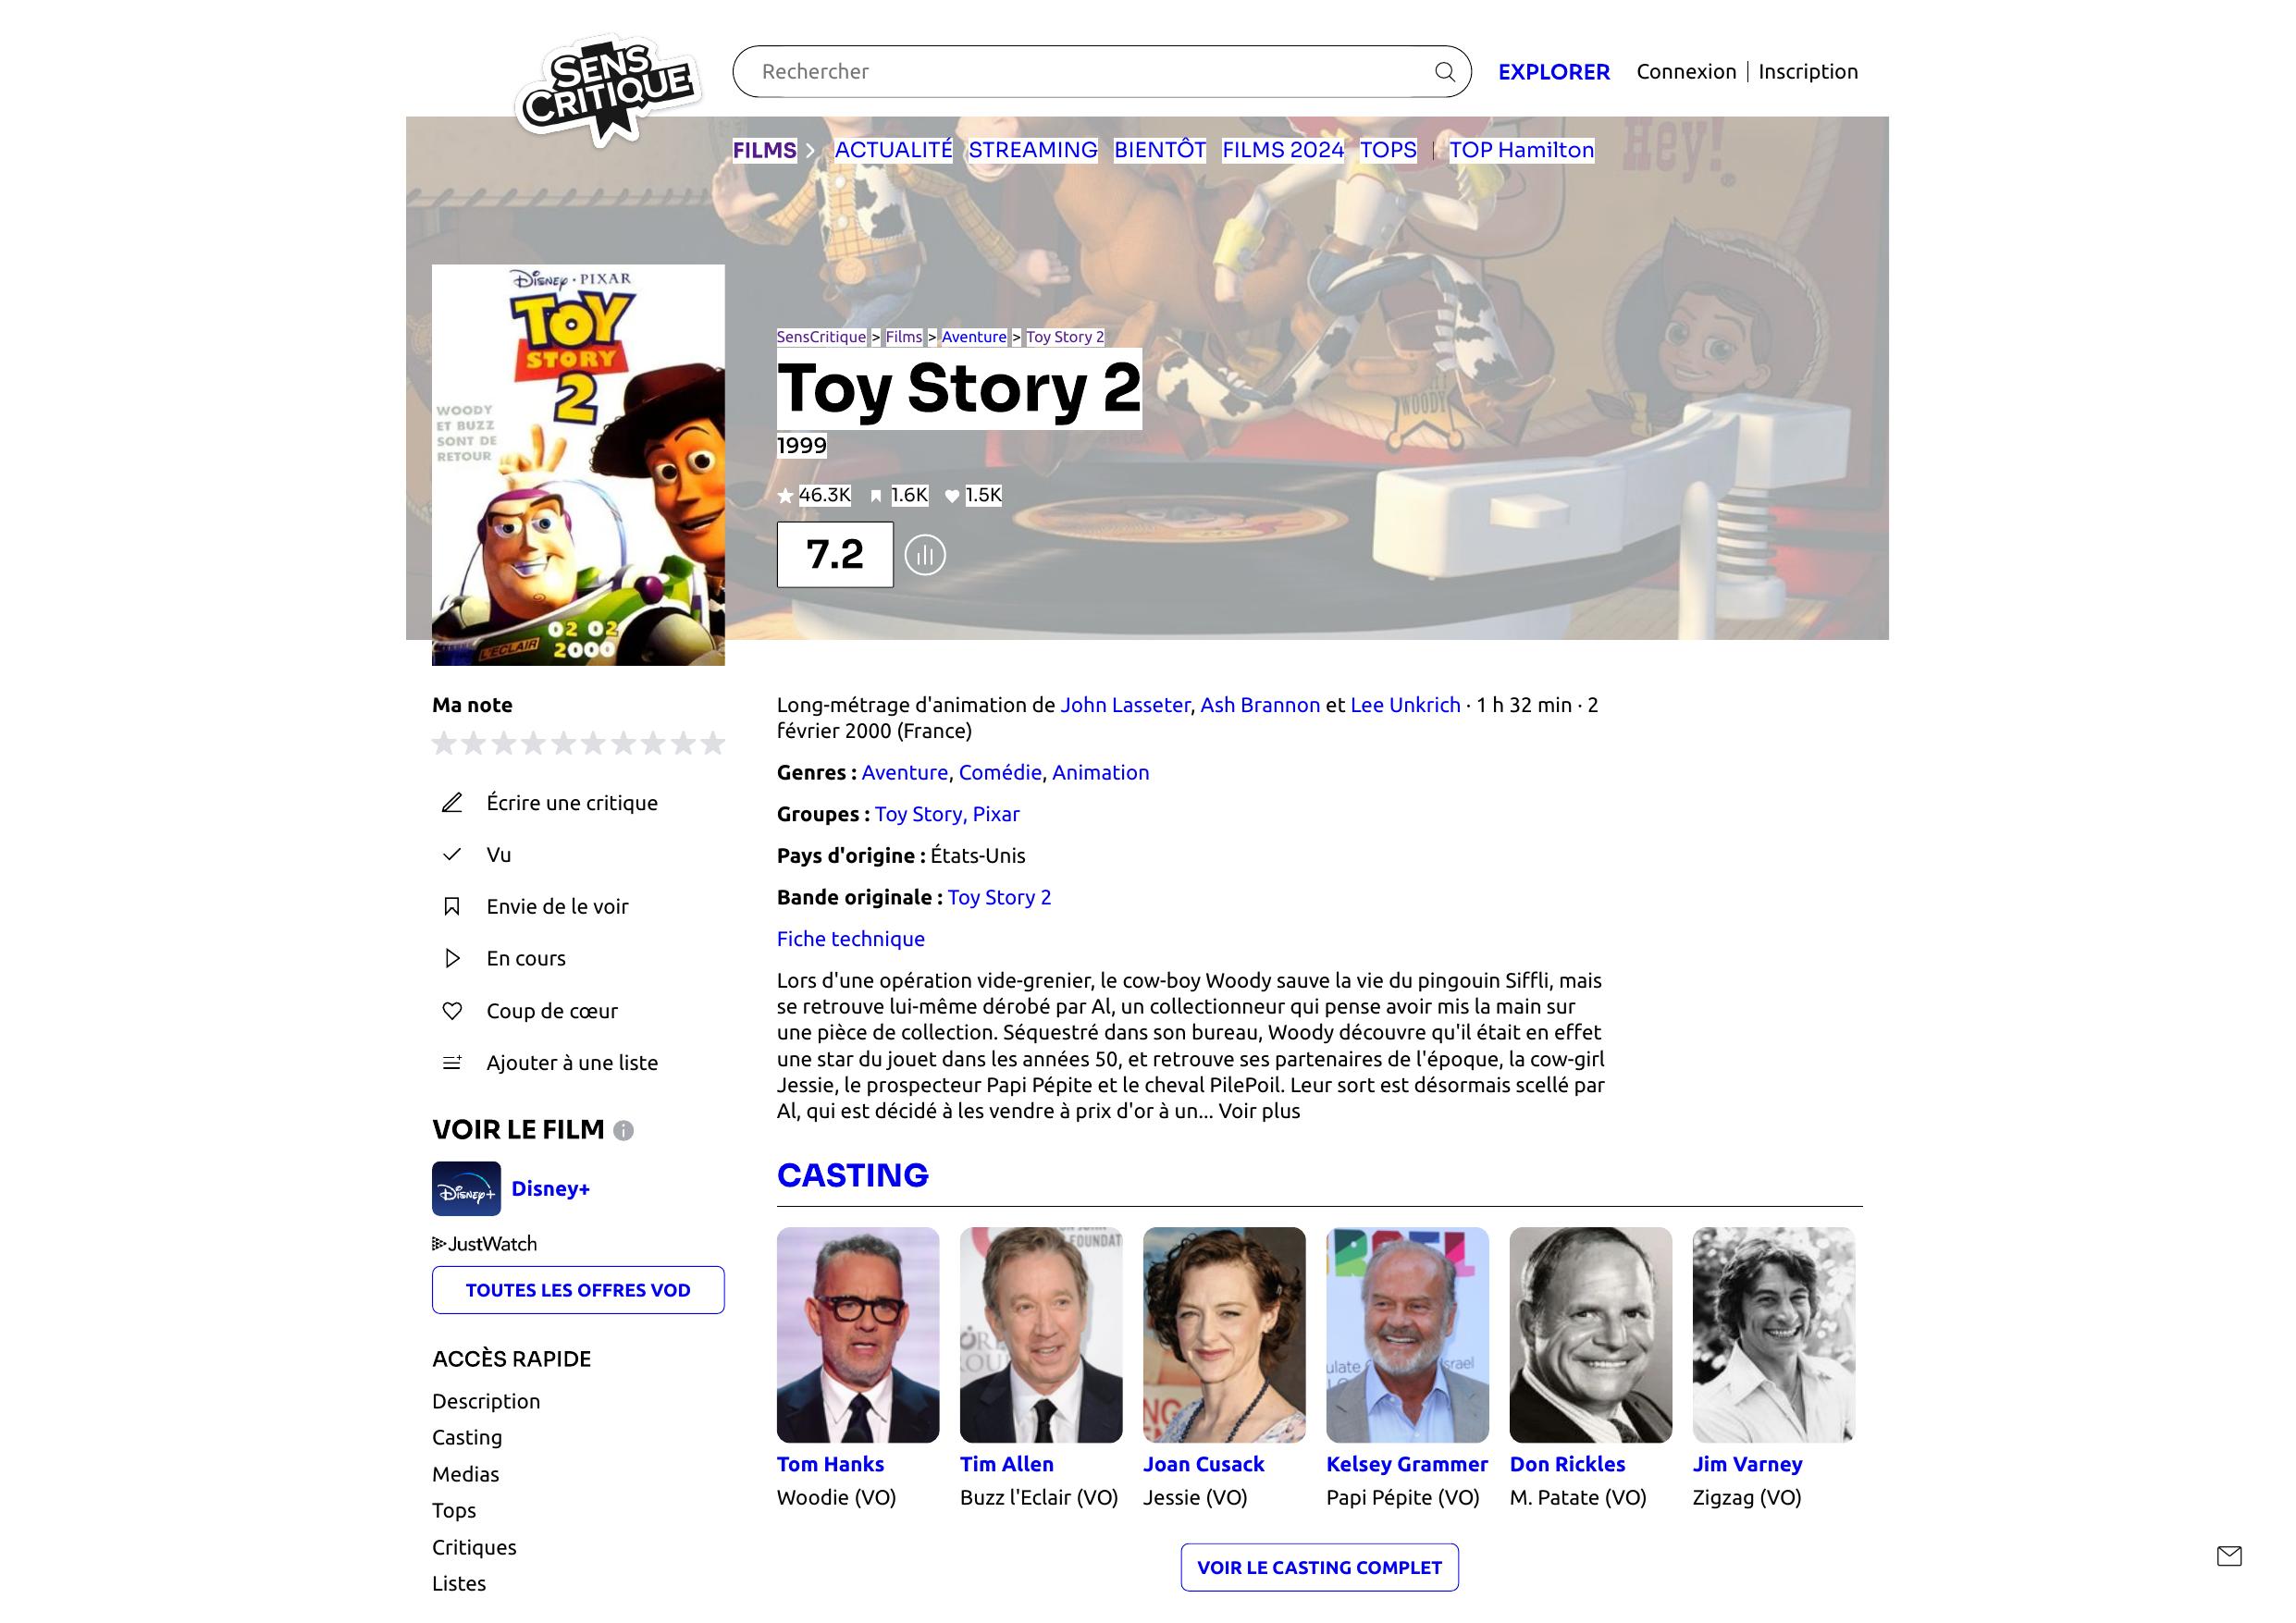 SENS
CRITIQUE
Rechercher
EXPLORER
Connexion | Inscription
FILMS
ACTUALITÉ
STREAMING
BIENTÔT
FILMS 2024
TOPS
| TOP Hamilton
Hey!
DISNEY · PIXAR
TOY
STORY
2
WOODY
ET BUZZ
SONT DE
RETOUR
L'ECLAIR
02 02
2000
WOODY
SensCritique > Films > Aventure > Toy Story 2
Toy Story 2
1999
46.3K 1.6K 1.5K
7.2
Ma note
Écrire une critique
Vu
Envie de le voir
En cours
Coup de cœur
Ajouter à une liste
VOIR LE FILM
Disney+
Disney+
JustWatch
TOUTES LES OFFRES VOD
ACCÈS RAPIDE
Description
Casting
Medias
Tops
Critiques
Listes
Long-métrage d'animation de John Lasseter, Ash Brannon et Lee Unkrich · 1 h 32 min · 2
février 2000 (France)
Genres : Aventure, Comédie, Animation
Groupes : Toy Story, Pixar
Pays d'origine : États-Unis
Bande originale : Toy Story 2
Fiche technique
Lors d'une opération vide-grenier, le cow-boy Woody sauve la vie du pingouin Siffli, mais
se retrouve lui-même dérobé par Al, un collectionneur qui pense avoir mis la main sur
une pièce de collection. Séquestré dans son bureau, Woody découvre qu'il était en effet
une star du jouet dans les années 50, et retrouve ses partenaires de l'époque, la cow-girl
Jessie, le prospecteur Papi Pépite et le cheval PilePoil. Leur sort est désormais scellé par
Al, qui est décidé à les vendre à prix d'or à un... Voir plus
CASTING
Tom Hanks
Woodie (VO)
Tim Allen
Buzz l'Eclair (VO)
Joan Cusack
Jessie (VO)
Kelsey Grammer
Papi Pépite (VO)
Don Rickles
M. Patate (VO)
Jim Varney
Zigzag (VO)
VOIR LE CASTING COMPLET